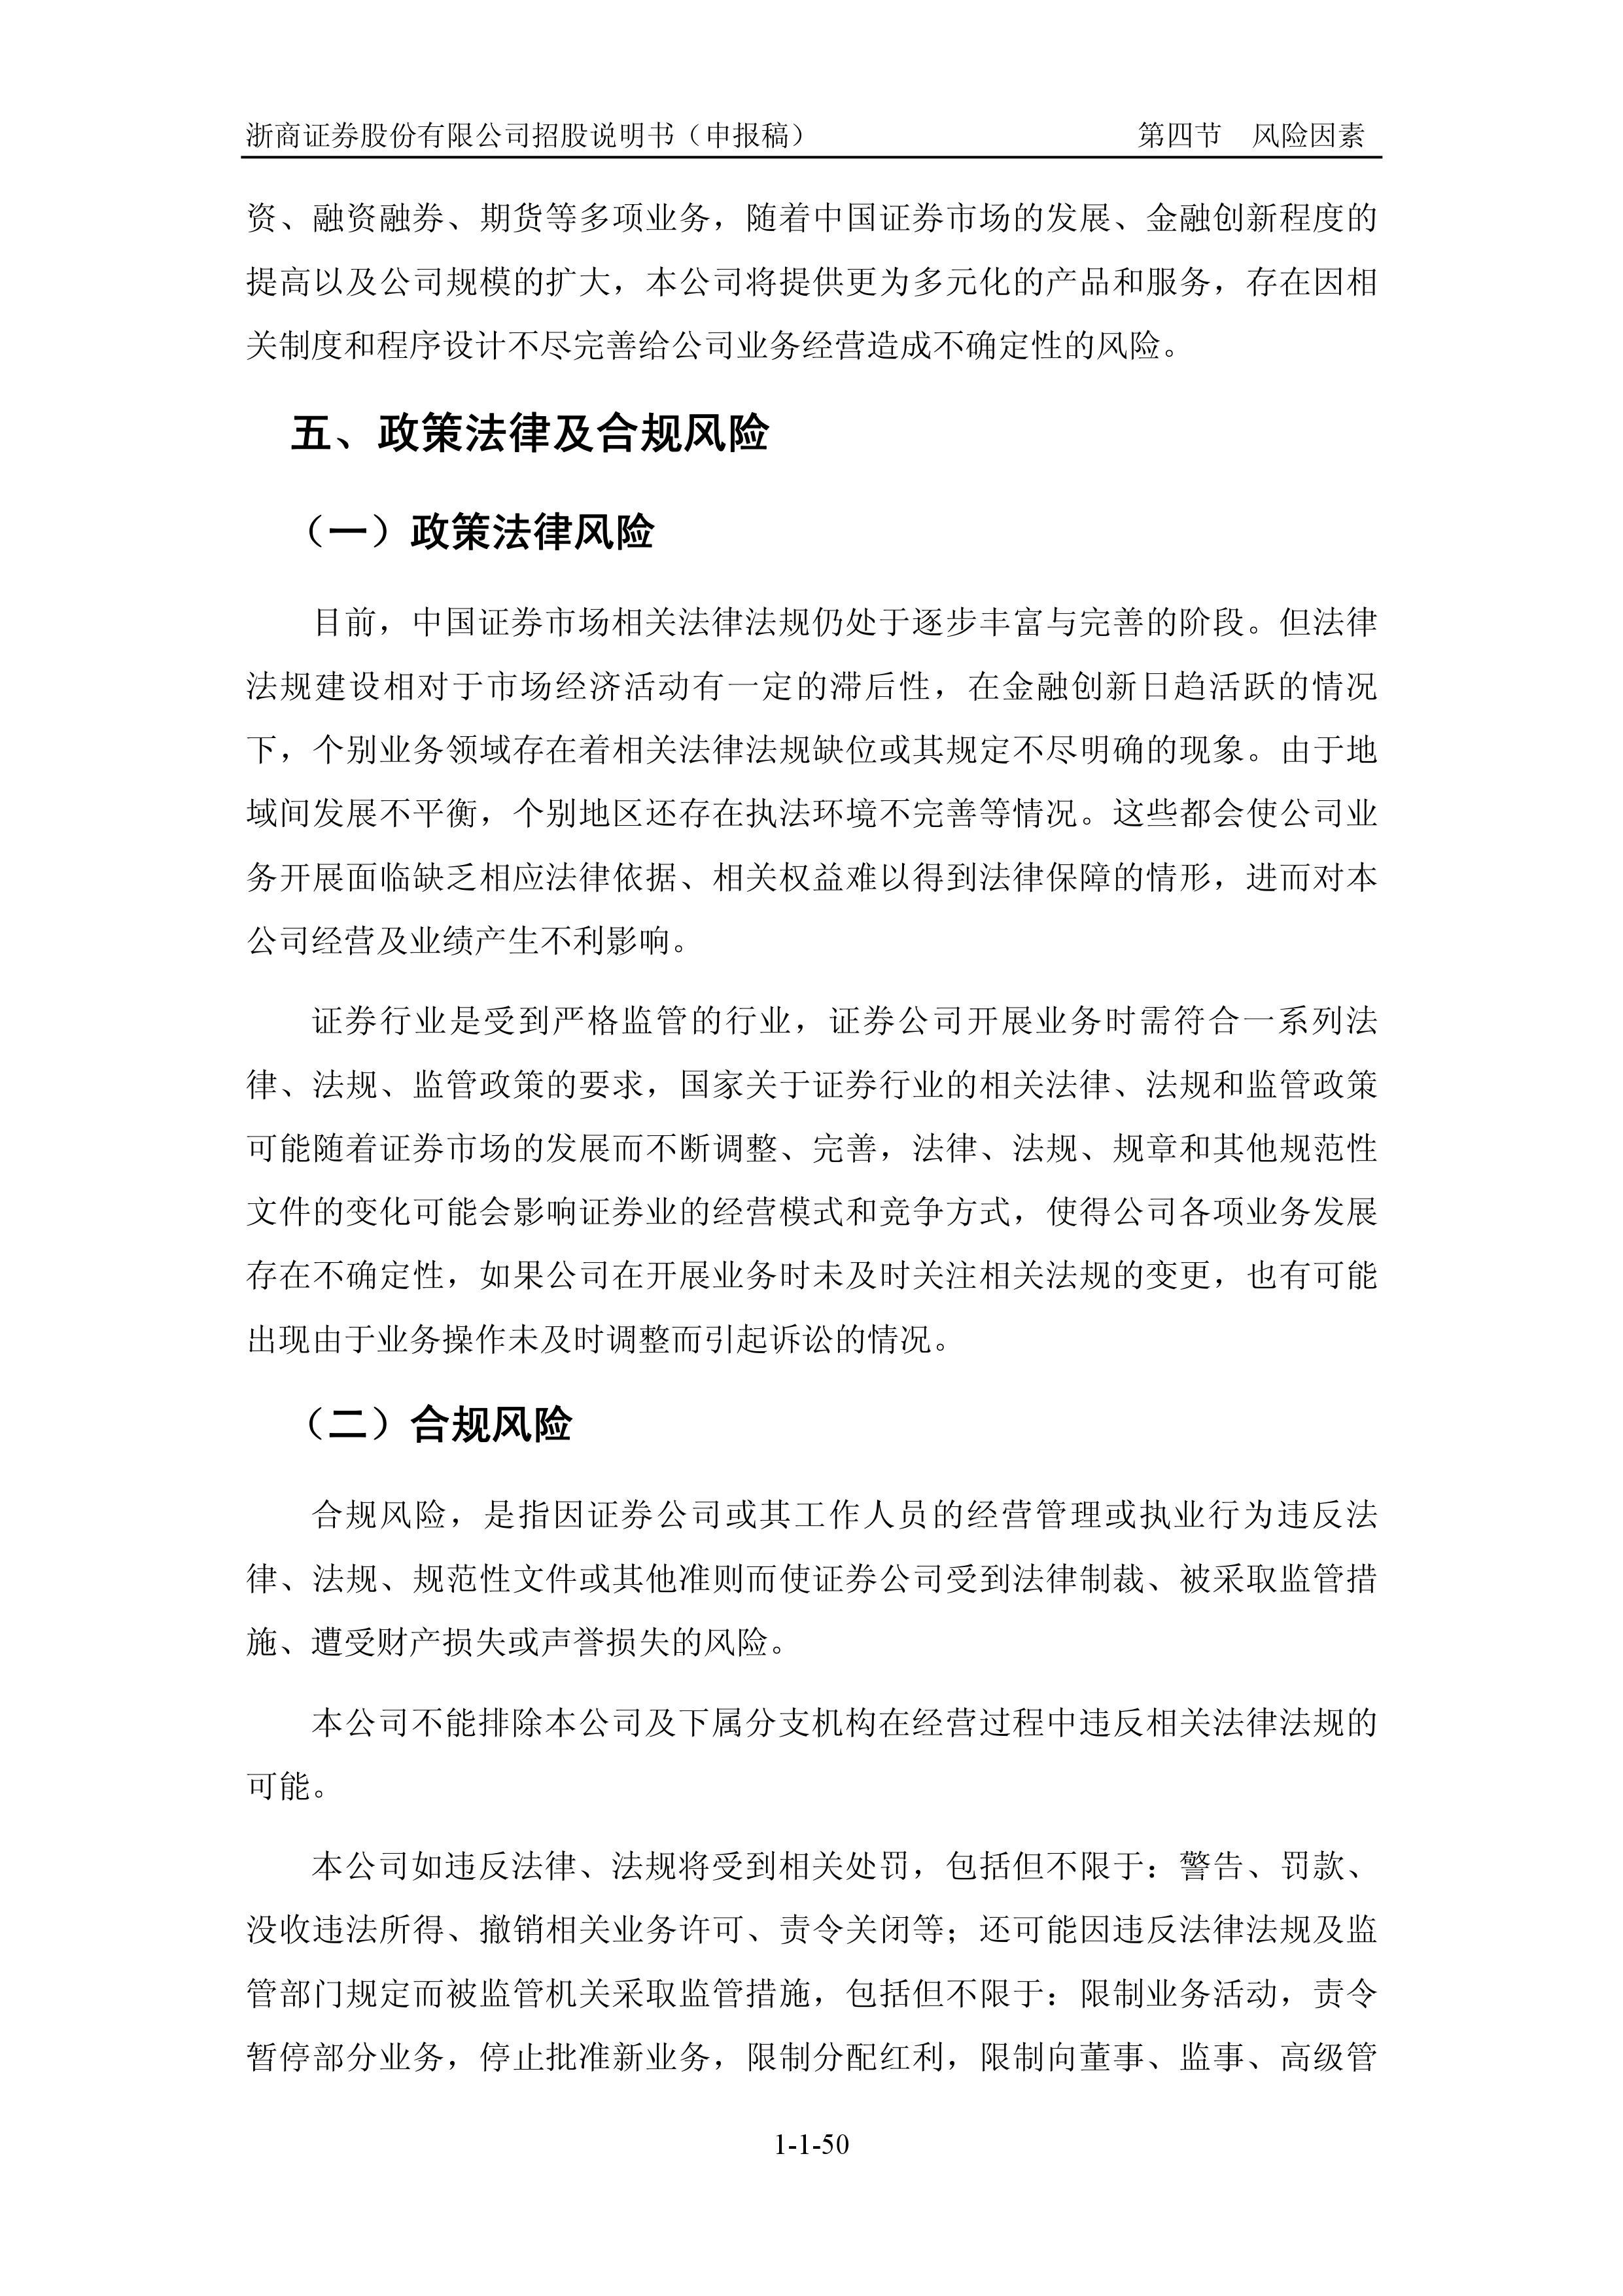 浙商证券股份有限公司招股说明书（申报稿） 第四节 风险因素
资、融资融券、期货等多项业务，随着中国证券市场的发展、金融创新程度的
提高以及公司规模的扩大，本公司将提供更为多元化的产品和服务，存在因相
关制度和程序设计不尽完善给公司业务经营造成不确定性的风险。
五、政策法律及合规风险
（一）政策法律风险
目前，中国证券市场相关法律法规仍处于逐步丰富与完善的阶段。但法律
法规建设相对于市场经济活动有一定的滞后性，在金融创新日趋活跃的情况
下，个别业务领域存在着相关法律法规缺位或其规定不尽明确的现象。由于地
域间发展不平衡，个别地区还存在执法环境不完善等情况。这些都会使公司业
务开展面临缺乏相应法律依据、相关权益难以得到法律保障的情形，进而对本
公司经营及业绩产生不利影响。
证券行业是受到严格监管的行业，证券公司开展业务时需符合一系列法
律、法规、监管政策的要求，国家关于证券行业的相关法律、法规和监管政策
可能随着证券市场的发展而不断调整、完善，法律、法规、规章和其他规范性
文件的变化可能会影响证券业的经营模式和竞争方式，使得公司各项业务发展
存在不确定性，如果公司在开展业务时未及时关注相关法规的变更，也有可能
出现由于业务操作未及时调整而引起诉讼的情况。
（二）合规风险
合规风险，是指因证券公司或其工作人员的经营管理或执业行为违反法
律、法规、规范性文件或其他准则而使证券公司受到法律制裁、被采取监管措
施、遭受财产损失或声誉损失的风险。
本公司不能排除本公司及下属分支机构在经营过程中违反相关法律法规的
可能。
本公司如违反法律、法规将受到相关处罚，包括但不限于：警告、罚款、
没收违法所得、撤销相关业务许可、责令关闭等；还可能因违反法律法规及监
管部门规定而被监管机关采取监管措施，包括但不限于：限制业务活动，责令
暂停部分业务，停止批准新业务，限制分配红利，限制向董事、监事、高级管
1-1-50